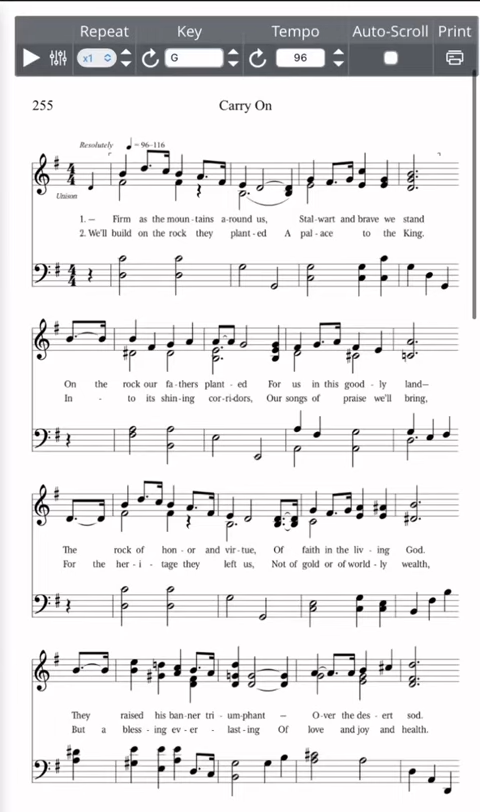 Repeat Key Tempo Auto-Scroll Print
x1 G 96
255 Carry On
Resolutely ♩ = 96–116
Unison
1. — Firm as the moun - tains a-round us, Stal - wart and brave we stand
2. We'll build on the rock they plant - ed A pal - ace to the King.
On the rock our fa - thers plant - ed For us in this good - ly land—
In - to its shin - ing cor - ri-dors, Our songs of praise we'll bring,
The rock of hon - or and vir - tue, Of faith in the liv - ing God.
For the her - i - tage they left us, Not of gold or of world - ly wealth,
They raised his ban - ner tri - um-phant — O-ver the des - ert sod.
But a bless - ing ev - er - last-ing Of love and joy and health.